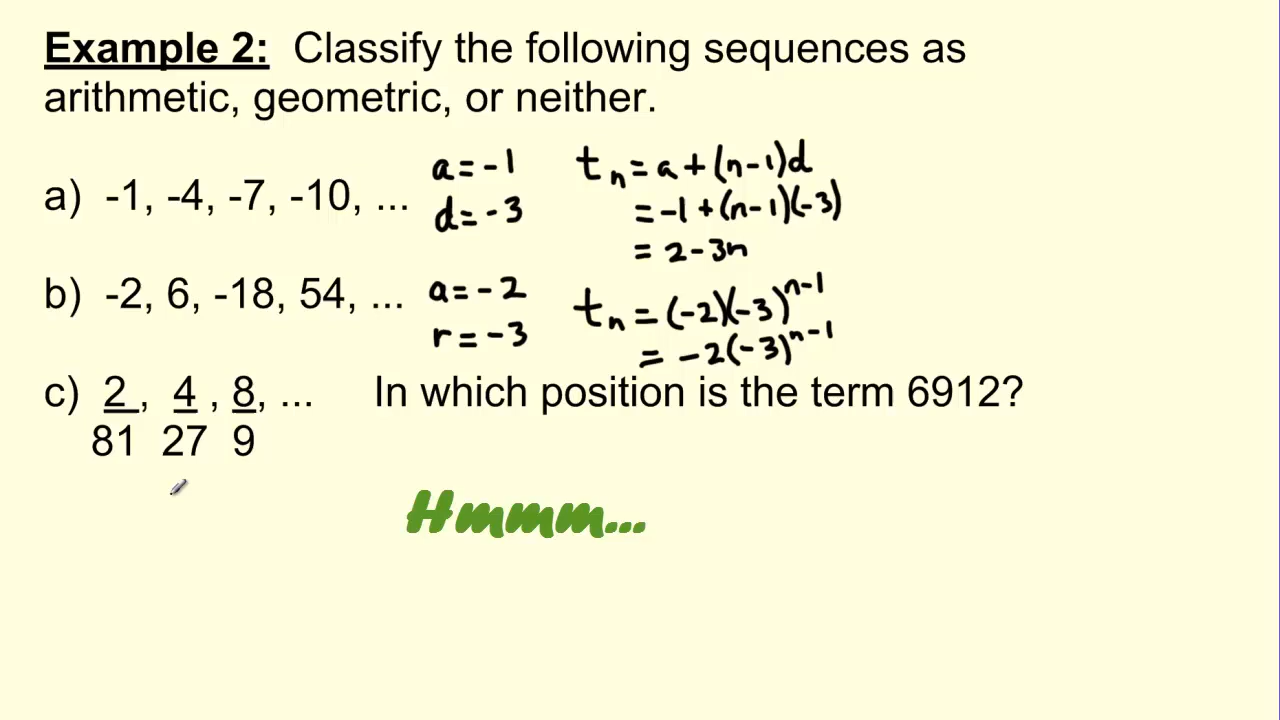 Example 2: Classify the following sequences as
arithmetic, geometric, or neither.
a) -1, -4, -7, -10, ...
a = -1
d = -3
tn = a + (n-1)d
= -1 + (n-1)(-3)
= 2 - 3n
b) -2, 6, -18, 54, ...
a = -2
r = -3
tn = (-2)(-3)^n-1
= -2(-3)^n-1
c) 2/81, 4/27, 8/9, ... In which position is the term 6912?
Hmmm...